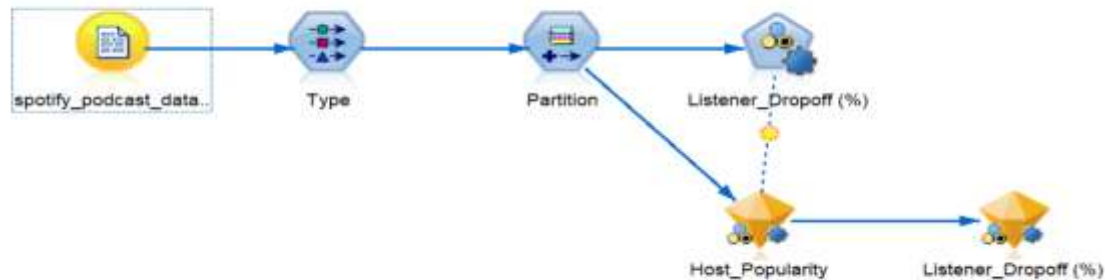 spotify_podcast_data..
Type
Partition
Listener_Dropoff (%)
Host_Popularity
Listener_Dropoff (%)